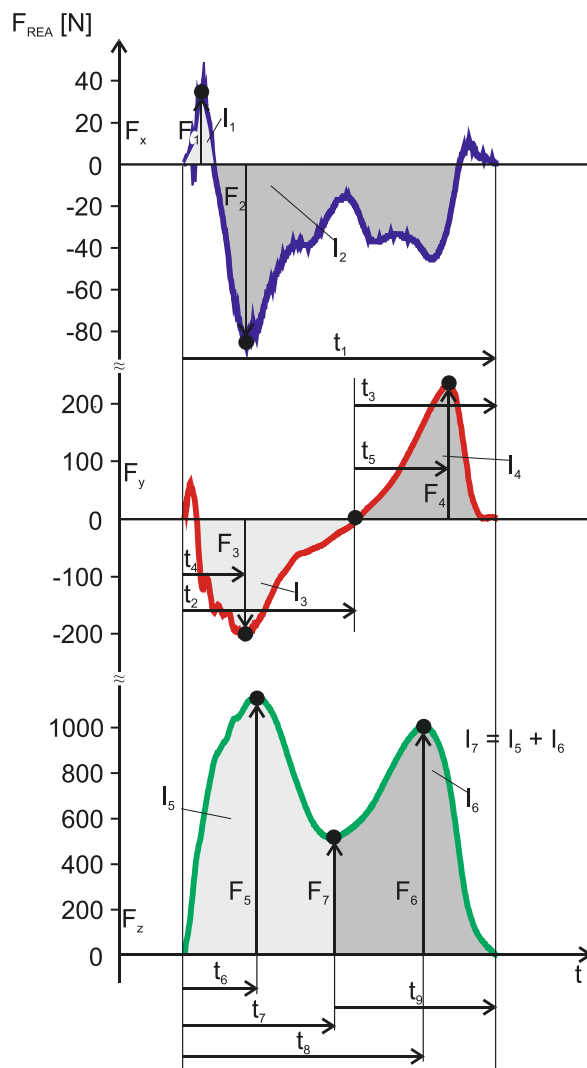 F_REA [N]
40
20
F_x
F_1
I_1
0
F_2
-20
I_2
-40
-60
-80
t_1
≈
≈
200
t_3
100
t_5
I_4
F_y
F_4
0
F_3
t_4
-100
t_2
I_3
-200
≈
≈
1000
I_7 = I_5 + I_6
800
I_5
I_6
600
400
F_5
F_7
F_6
200
F_z
0
t
t_6
t_9
t_7
t_8